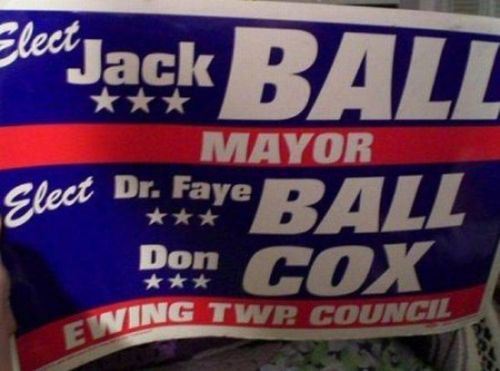 Elect Jack BALL
MAYOR
Elect Dr. Faye BALL
Don COX
EWING TWP. COUNCIL